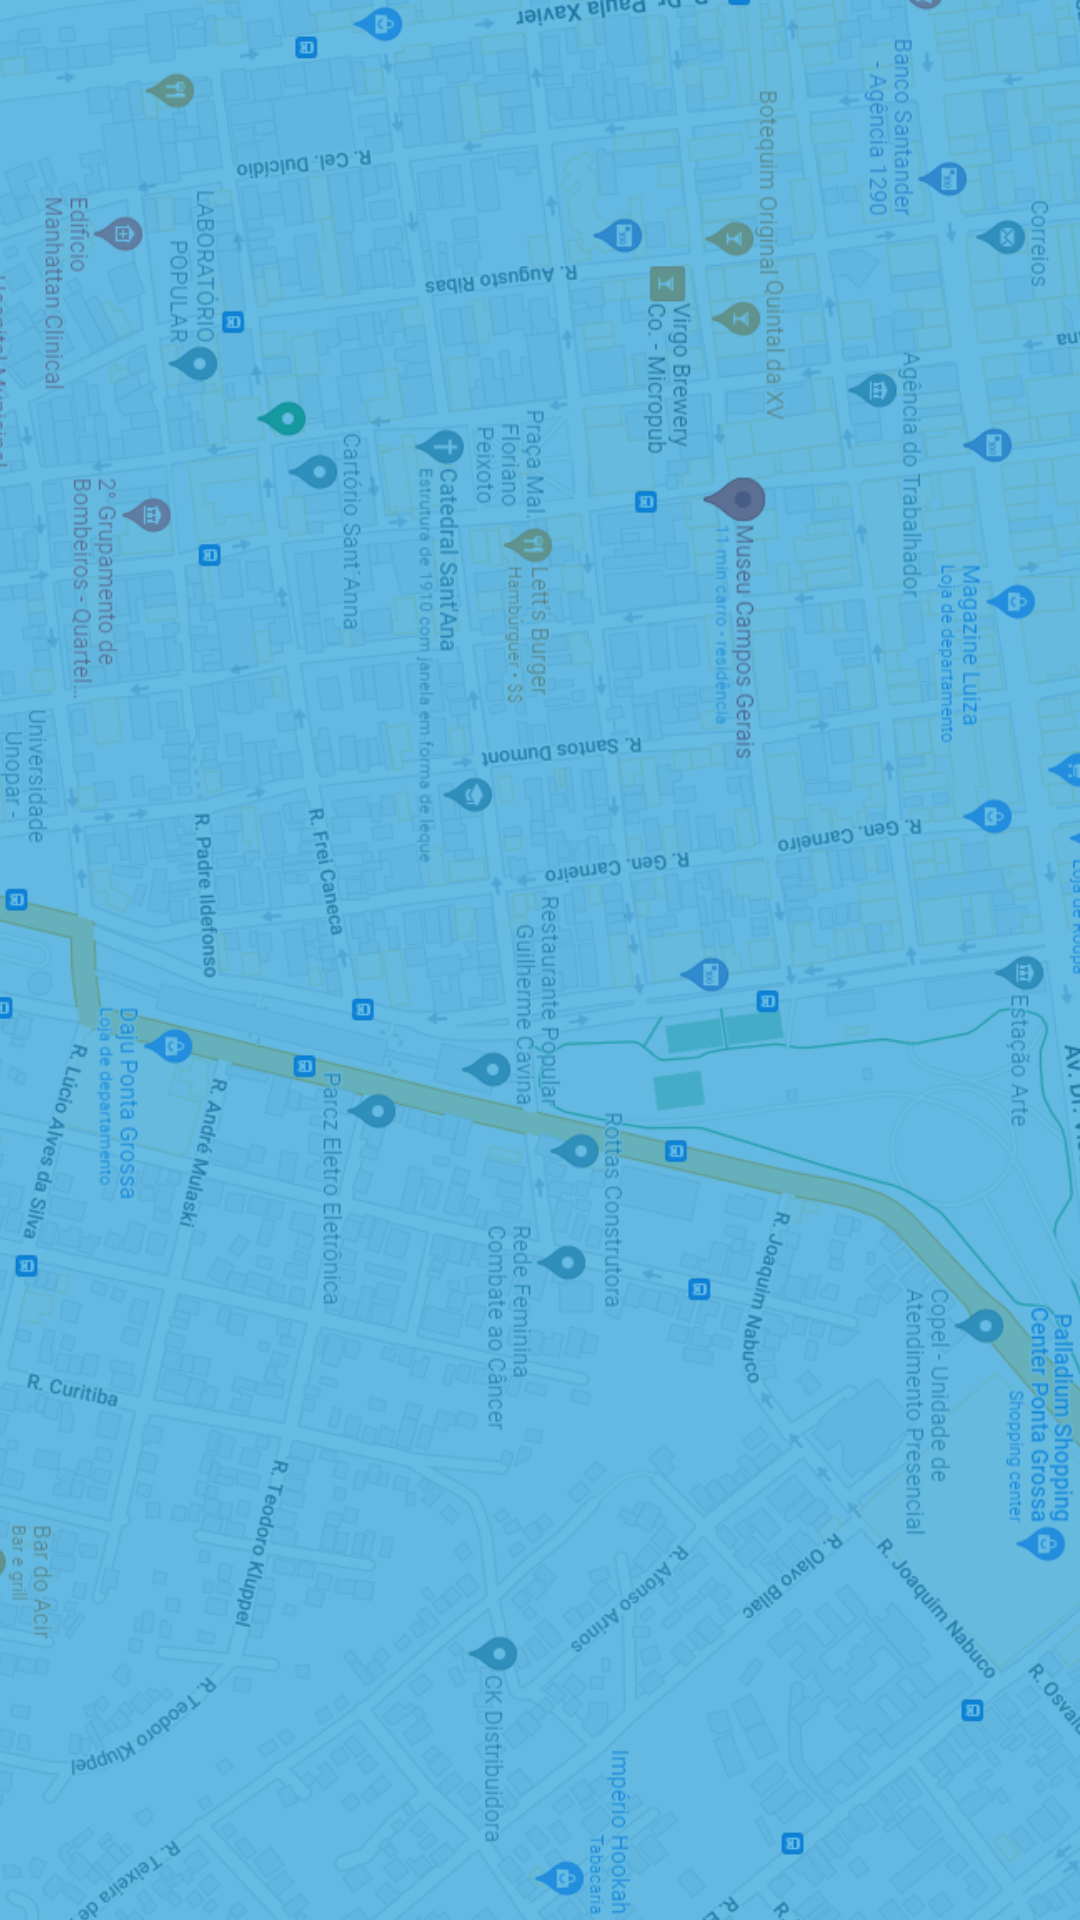 R. Dr. Paula Xavier
Banco Santander
- Agência 1290
Botequim Original Quintal da XV
R. Cel. Dulcídio
Correios
Edifício
Manhattan Clinical
LABORATÓRIO
POPULAR
R. Augusto Ribas
Virgo Brewery
Co. - Micropub
Agência do Trabalhador
Praça Mal.
Floriano
Peixoto
Cartório Sant'Anna
Catedral Sant'Ana
Estrutura de 1910 com janela em forma de leque
2° Grupamento de
Bombeiros - Quartel...
Museu Campos Gerais
11 min carro - residência
Lett's Burger
Hambúrguer • $$
Magazine Luiza
Loja de departamento
Universidade
Unopar -
R. Santos Dumont
R. Padre Ildefonso
R. Frei Caneca
R. Gen. Carneiro
R. Gen. Carneiro
Loja de Roupa
Restaurante Popular
Guilherme Cavina
Estação Arte
Daju Ponta Grossa
Loja de departamento
R. Lúcio Alves da Silva
R. André Mulaski
Parcz Eletro Eletrônica
Rottas Construtora
Rede Feminina
Combate ao Câncer
R. Joaquim Nabuco
Copel - Unidade de
Atendimento Presencial
Palladium Shopping
Center Ponta Grossa
Shopping center
R. Curitiba
R. Teodoro Kluppel
Bar do Acir
Bar e grill
R. Afonso Arinos
R. Olavo Bilac
R. Joaquim Nabuco
R. Teodoro Kluppel
CK Distribuidora
Império Hookah
Tabacaria
R. Teixeira de